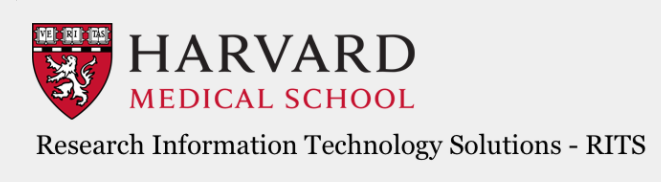 VE RI TAS
HARVARD
MEDICAL SCHOOL
Research Information Technology Solutions - RITS